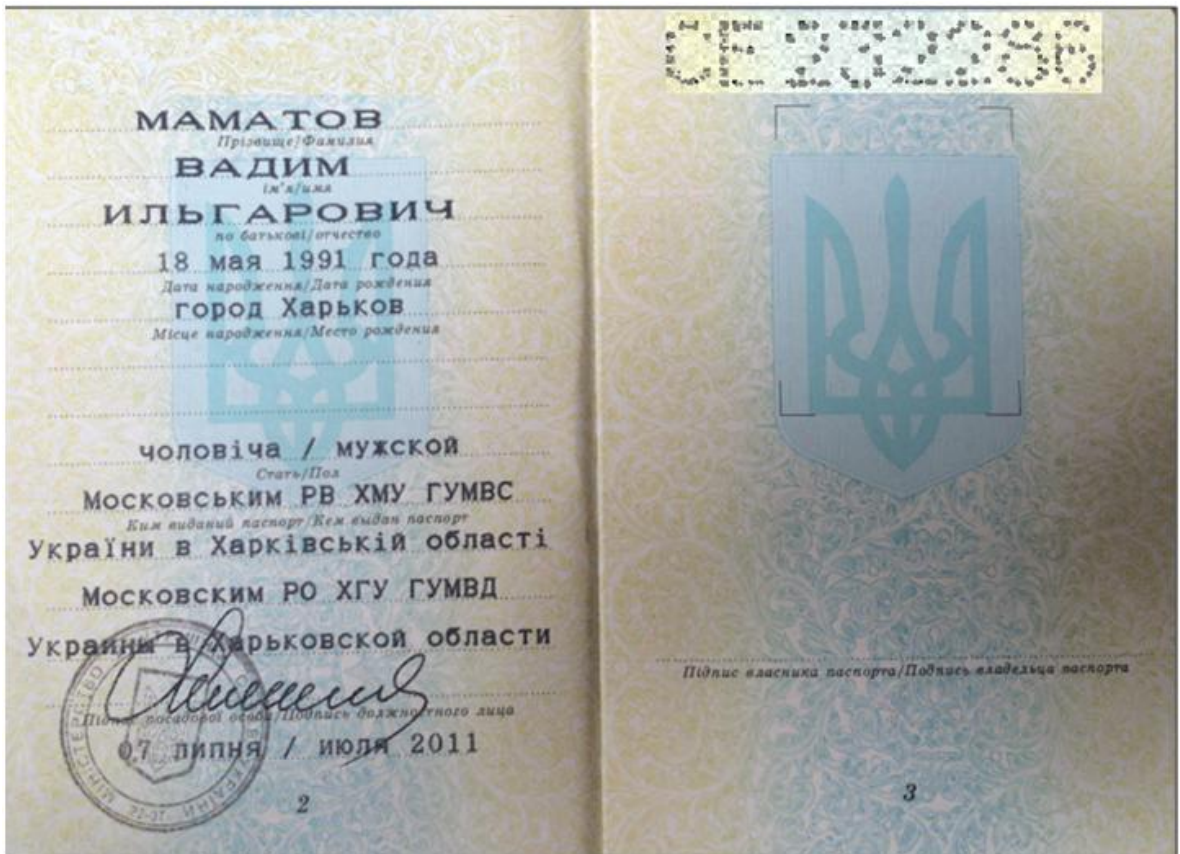 МАМАТОВ
Прізвище/Фамилия
ВАДИМ
ім'я/имя
ИЛЬГАРОВИЧ
по батькові/отчество
18 мая 1991 года
Дата народження/Дата рождения
город Харьков
Місце народження/Место рождения
чоловіча / мужской
Стать/Пол
Московським РВ ХМУ ГУМВС
Ким виданий паспорт/Кем выдан паспорт
України в Харківській області
Московским РО ХГУ ГУМВД
Украины в Харьковской области
Підпис посадової особи/Подпись должностного лица
07 липня / июля 2011
2
СЕ 232286
Підпис власника паспорта/Подпись владельца паспорта
3